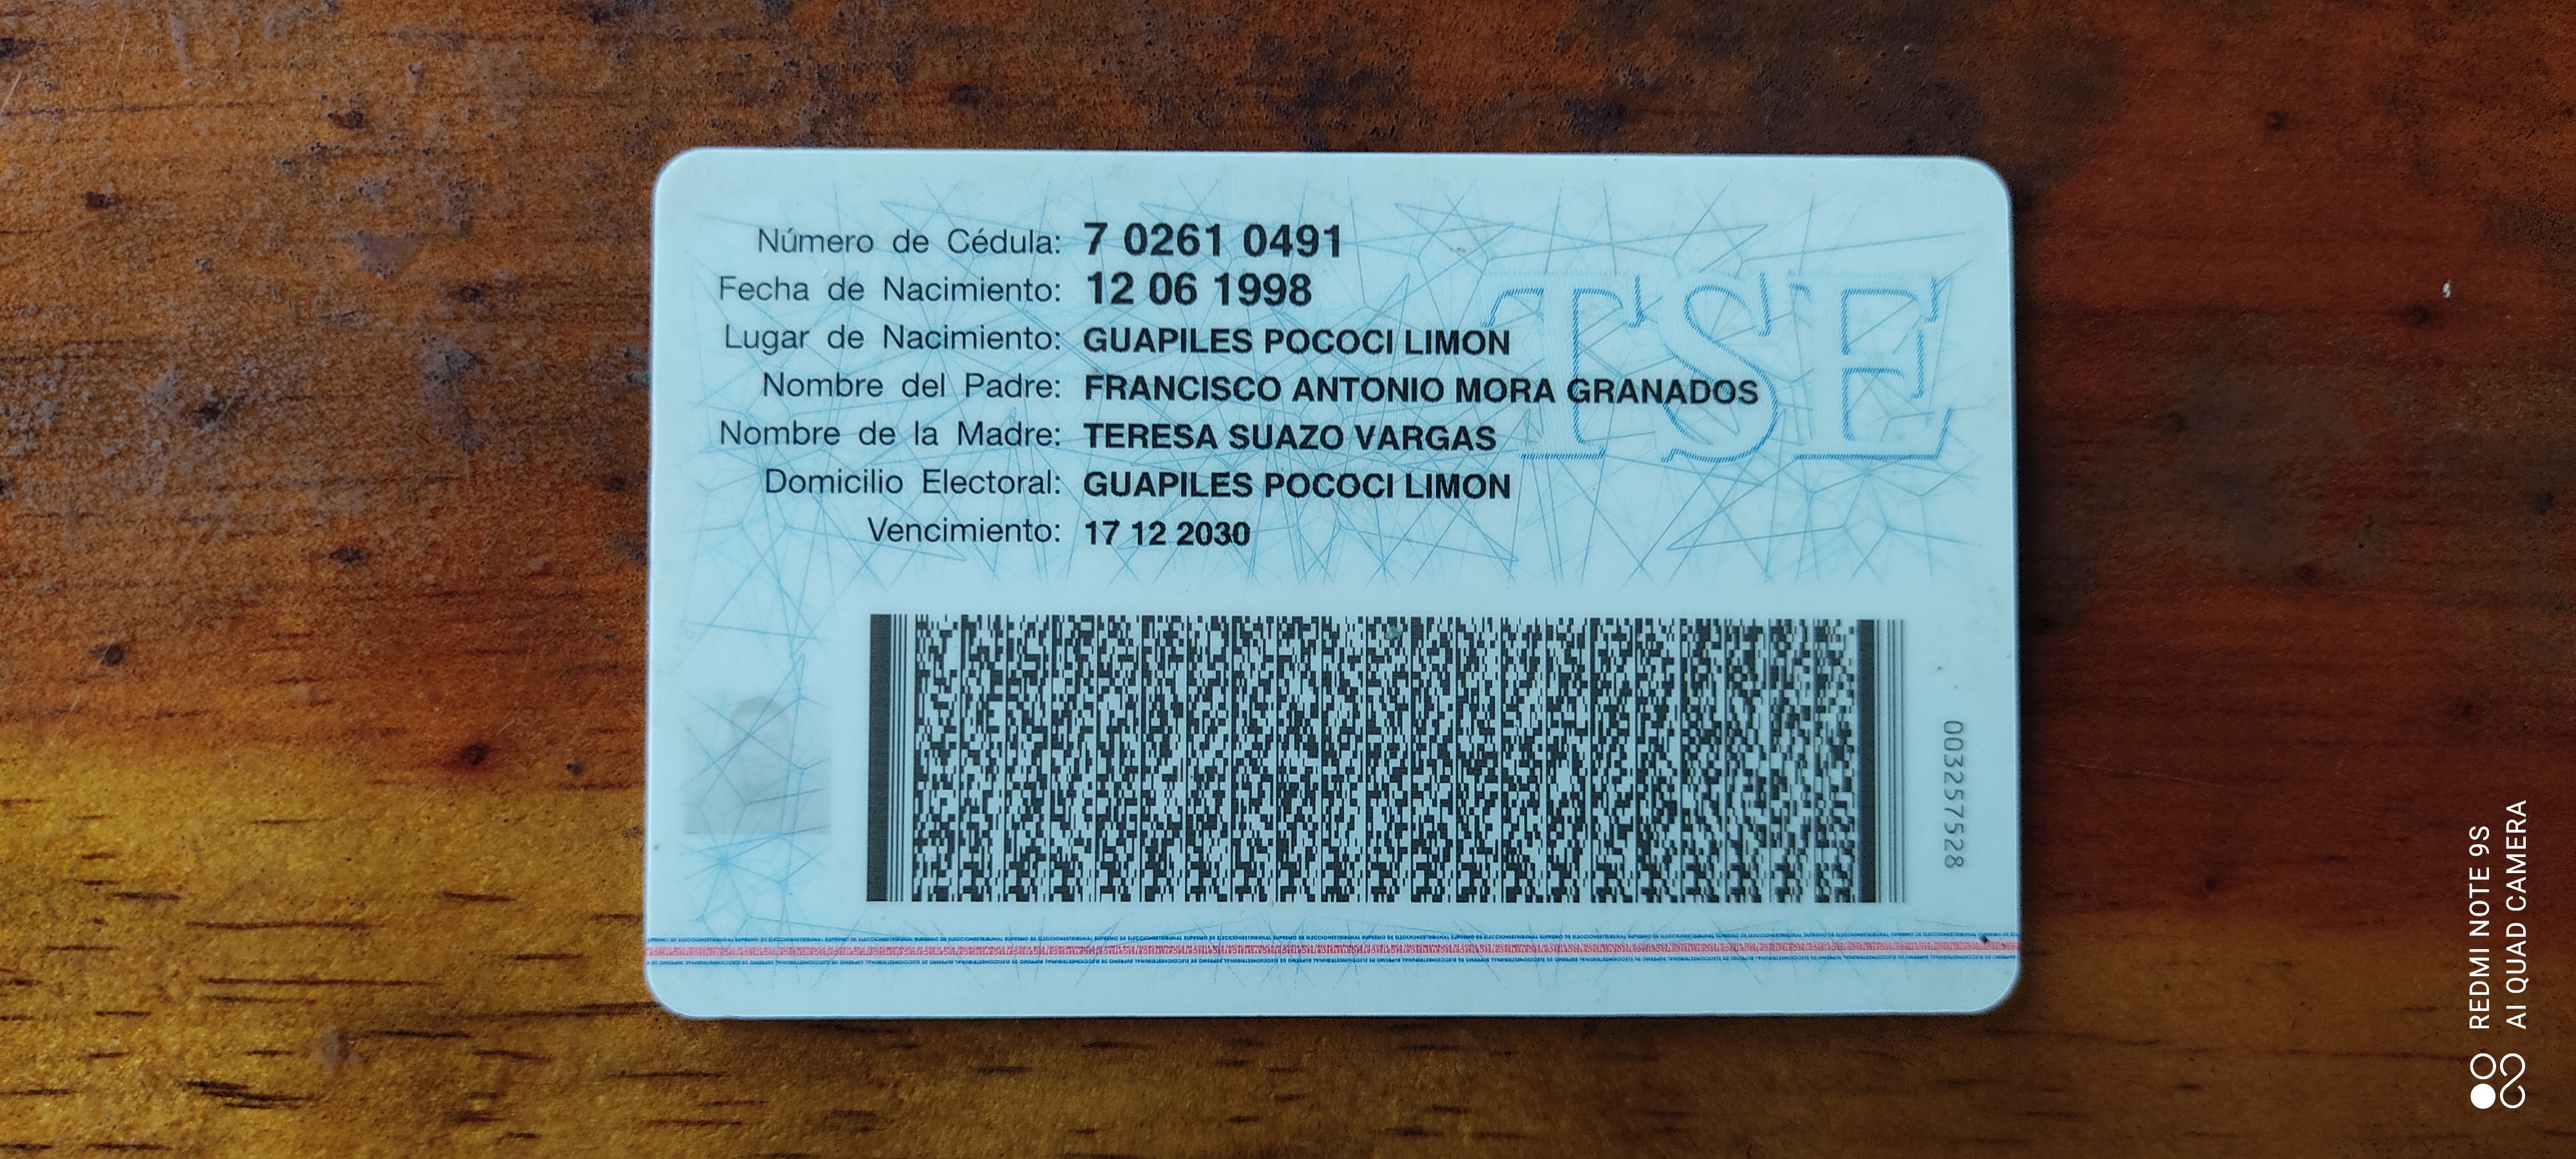 Número de Cédula: 7 0261 0491
Fecha de Nacimiento: 12 06 1998
Lugar de Nacimiento: GUAPILES POCOCI LIMON
Nombre del Padre: FRANCISCO ANTONIO MORA GRANADOS
Nombre de la Madre: TERESA SUAZO VARGAS
Domicilio Electoral: GUAPILES POCOCI LIMON
Vencimiento: 17 12 2030
TSE
003257528
REDMI NOTE 9S
AI QUAD CAMERA